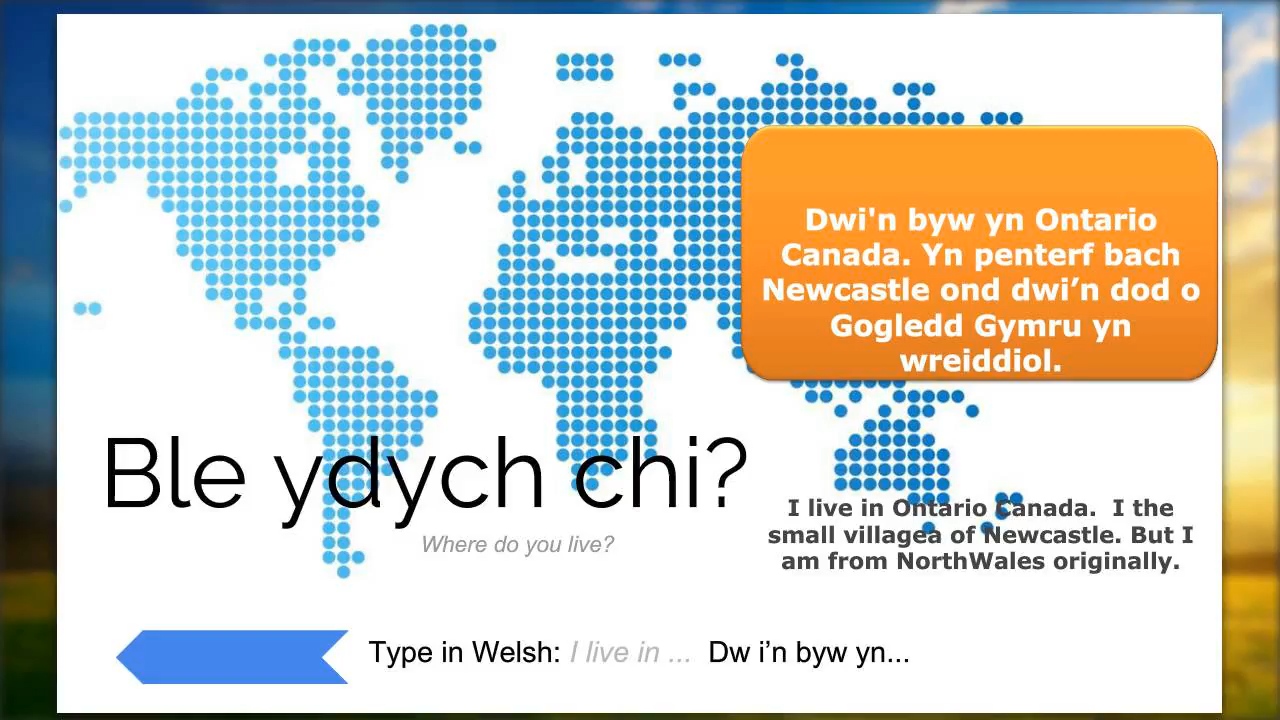 Dwi'n byw yn Ontario
Canada. Yn penterf bach
Newcastle ond dwi’n dod o
Gogledd Gymru yn
wreiddiol.
Ble ydych chi?
Where do you live?
I live in Ontario Canada.  I the
small villagea of Newcastle. But I
am from NorthWales originally.
Type in Welsh: I live in ...  Dw i’n byw yn...